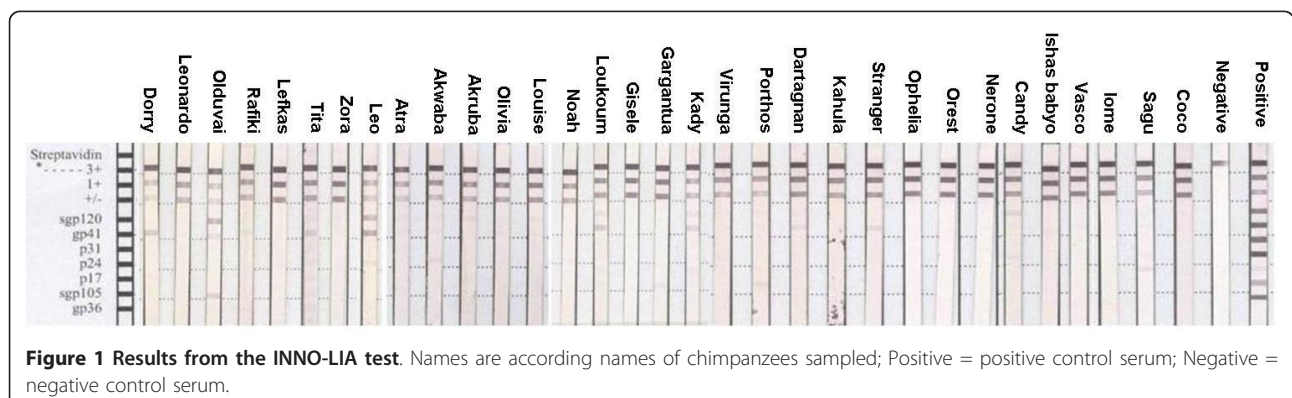 Dorry
Leonardo
Olduvai
Rafiki
Lefkas
Tita
Zora
Leo
Atra
Akwaba
Akruba
Olivia
Louise
Noah
Loukoum
Gisele
Gargantua
Kady
Virunga
Porthos
Dartagnan
Kahula
Stranger
Ophelia
Orest
Nerone
Candy
Ishas babyo
Vasco
Iome
Sagu
Coco
Negative
Positive
Streptavidin
* ------ 3+
1+
+/-
sgp120
gp41
p31
p24
p17
sgp105
gp36
Figure 1 Results from the INNO-LIA test. Names are according names of chimpanzees sampled; Positive = positive control serum; Negative =
negative control serum.